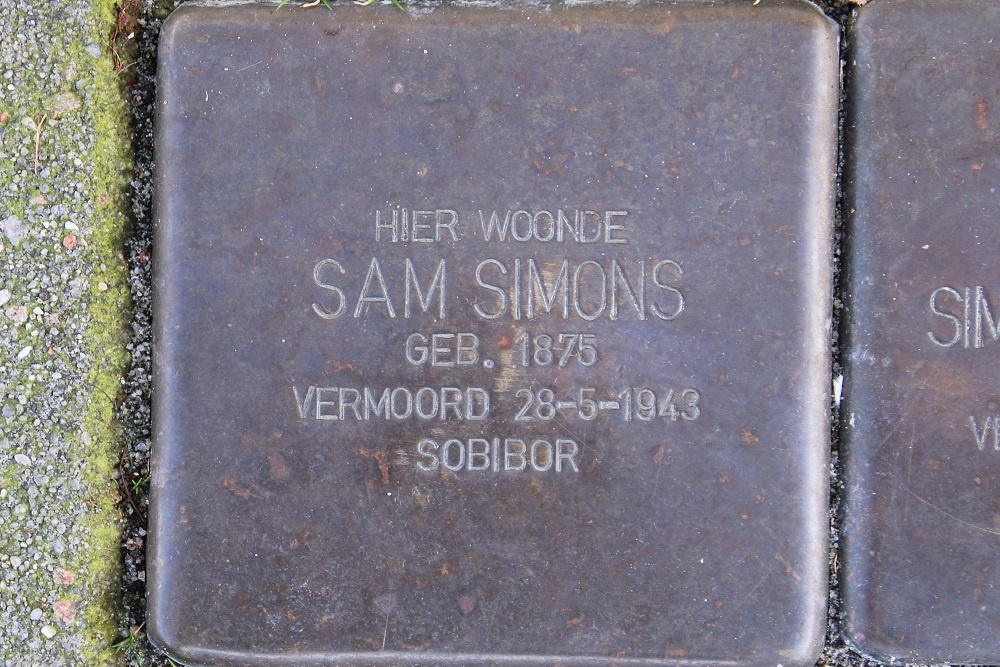 HIER WOONDE
SAM SIMONS
GEB. 1875
VERMOORD 28-5-1943
SOBIBOR